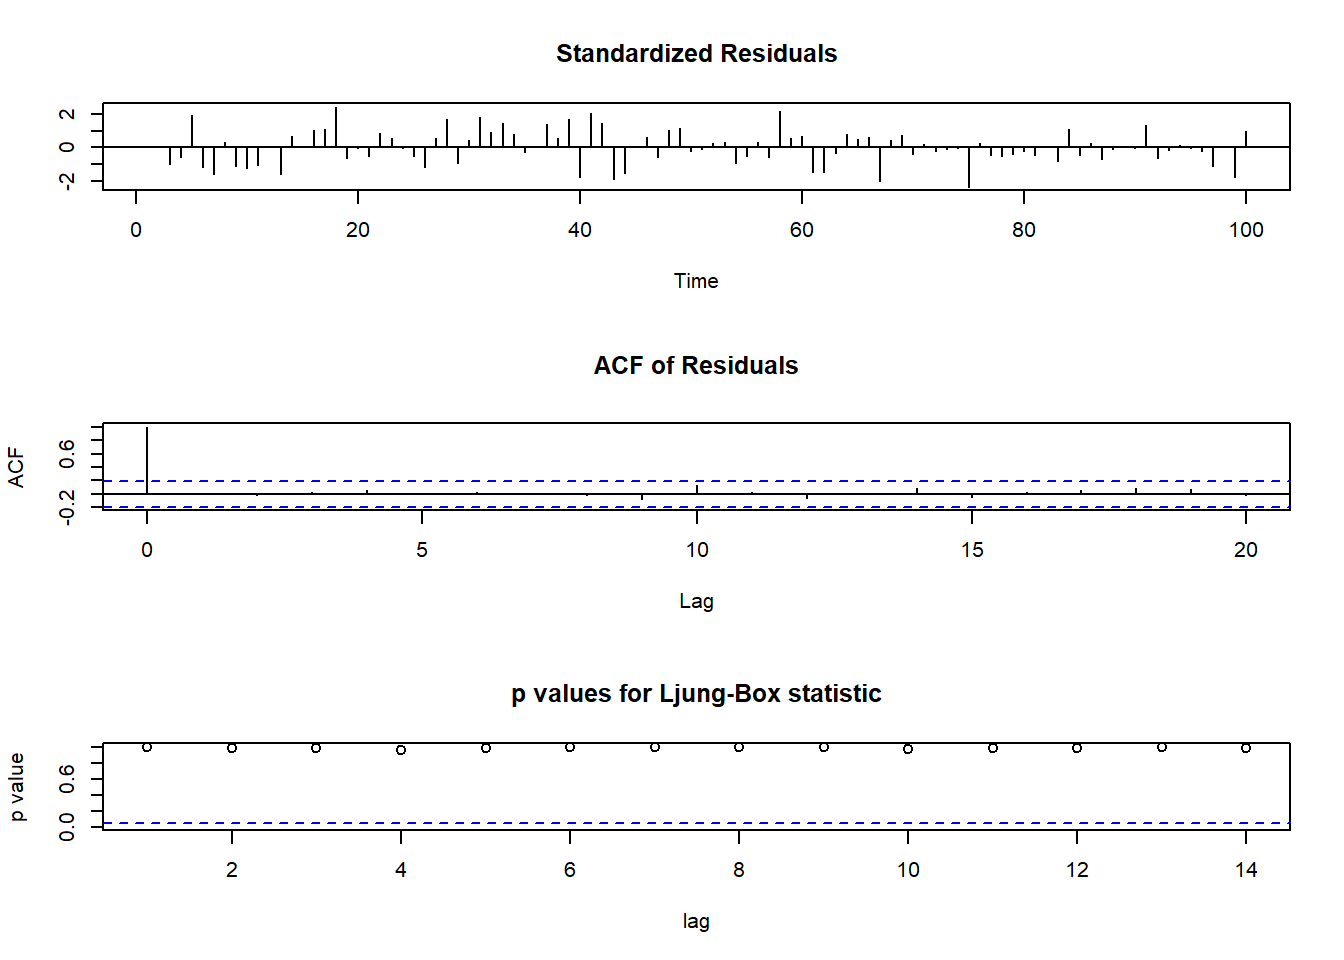 Standardized Residuals
2
0
-2
0 20 40 60 80 100
Time
ACF of Residuals
ACF
0.6
-0.2
0 5 10 15 20
Lag
p values for Ljung-Box statistic
p value
0.6
0.0
2 4 6 8 10 12 14
lag